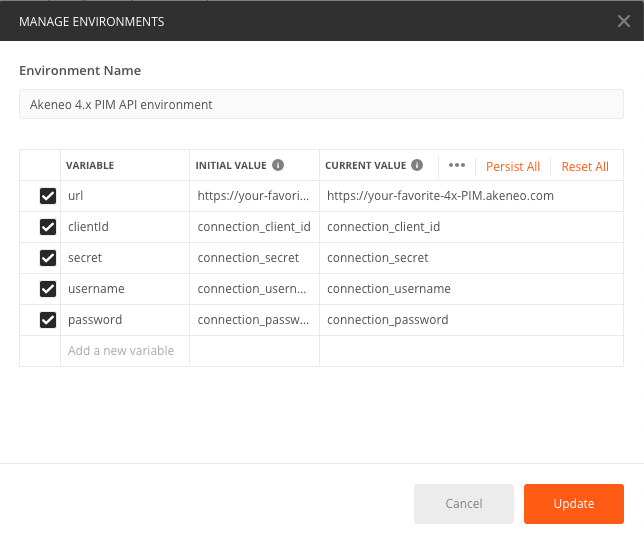 MANAGE ENVIRONMENTS
Environment Name
Akeneo 4.x PIM API environment
VARIABLE INITIAL VALUE CURRENT VALUE ••• Persist All Reset All
url https://your-favori... https://your-favorite-4x-PIM.akeneo.com
clientId connection_client_id connection_client_id
secret connection_secret connection_secret
username connection_usern... connection_username
password connection_passw... connection_password
Add a new variable
Cancel Update